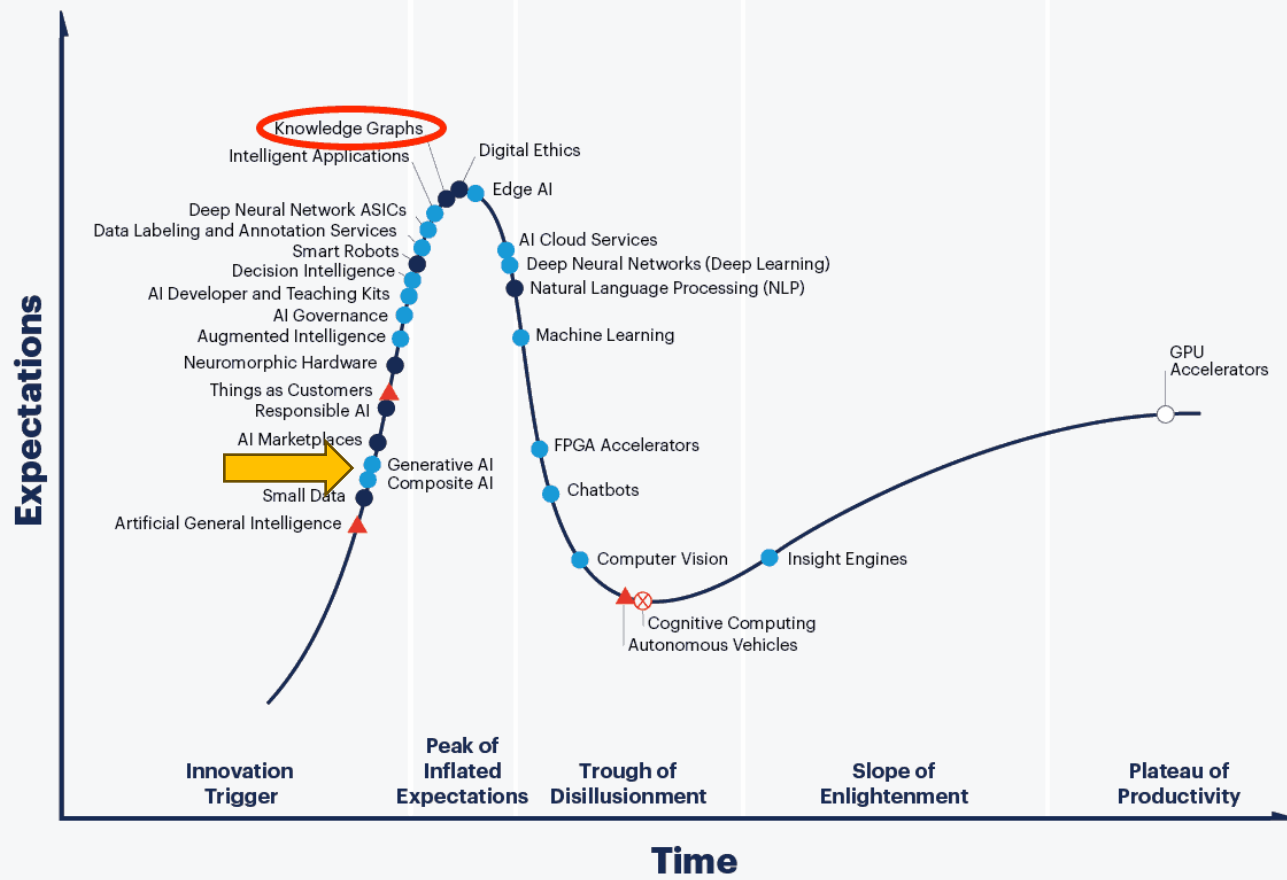 Expectations
Knowledge Graphs
Intelligent Applications
Digital Ethics
Edge AI
Deep Neural Network ASICs
Data Labeling and Annotation Services
Smart Robots
Decision Intelligence
AI Developer and Teaching Kits
AI Governance
Augmented Intelligence
Neuromorphic Hardware
Things as Customers
Responsible AI
AI Marketplaces
Generative AI
Composite AI
Small Data
Artificial General Intelligence
AI Cloud Services
Deep Neural Networks (Deep Learning)
Natural Language Processing (NLP)
Machine Learning
FPGA Accelerators
Chatbots
Computer Vision
Cognitive Computing
Autonomous Vehicles
Insight Engines
GPU
Accelerators
Innovation
Trigger
Peak of
Inflated
Expectations
Trough of
Disillusionment
Slope of
Enlightenment
Plateau of
Productivity
Time